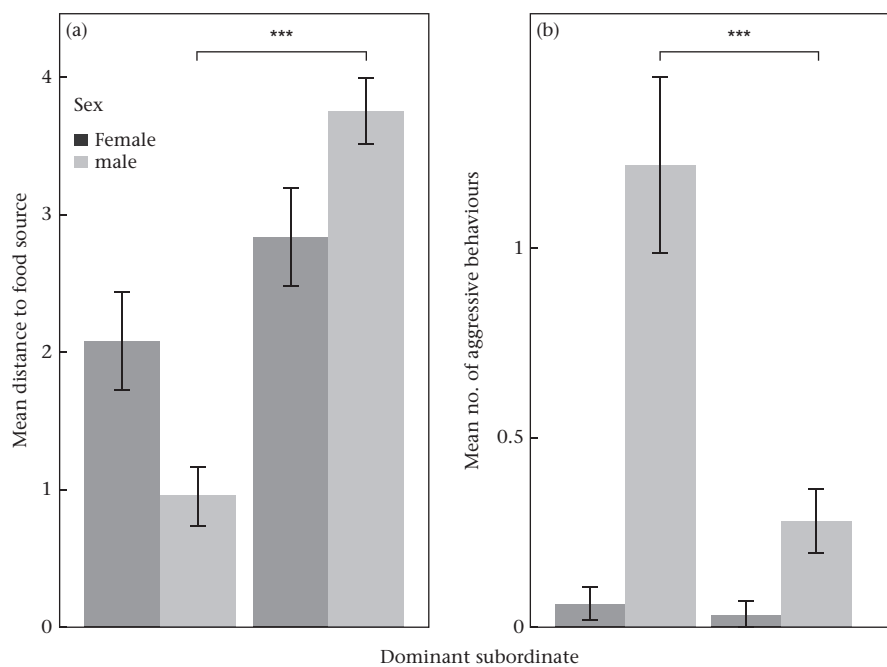 (a)
***
4
3
2
1
0
Mean distance to food source
Sex
Female
male
(b)
***
1
0.5
0
Mean no. of aggressive behaviours
Dominant subordinate